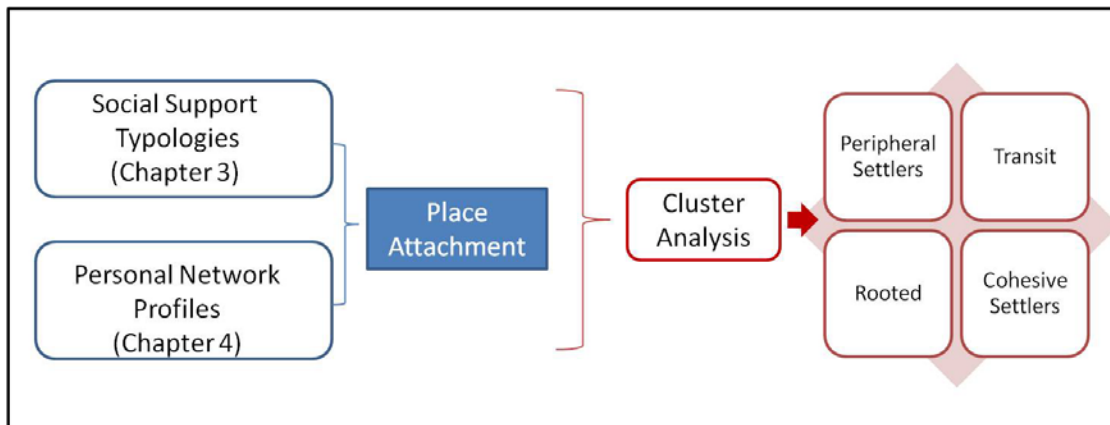 Social Support
Typologies
(Chapter 3)
Personal Network
Profiles
(Chapter 4)
Place
Attachment
Cluster
Analysis
Peripheral
Settlers
Transit
Rooted
Cohesive
Settlers